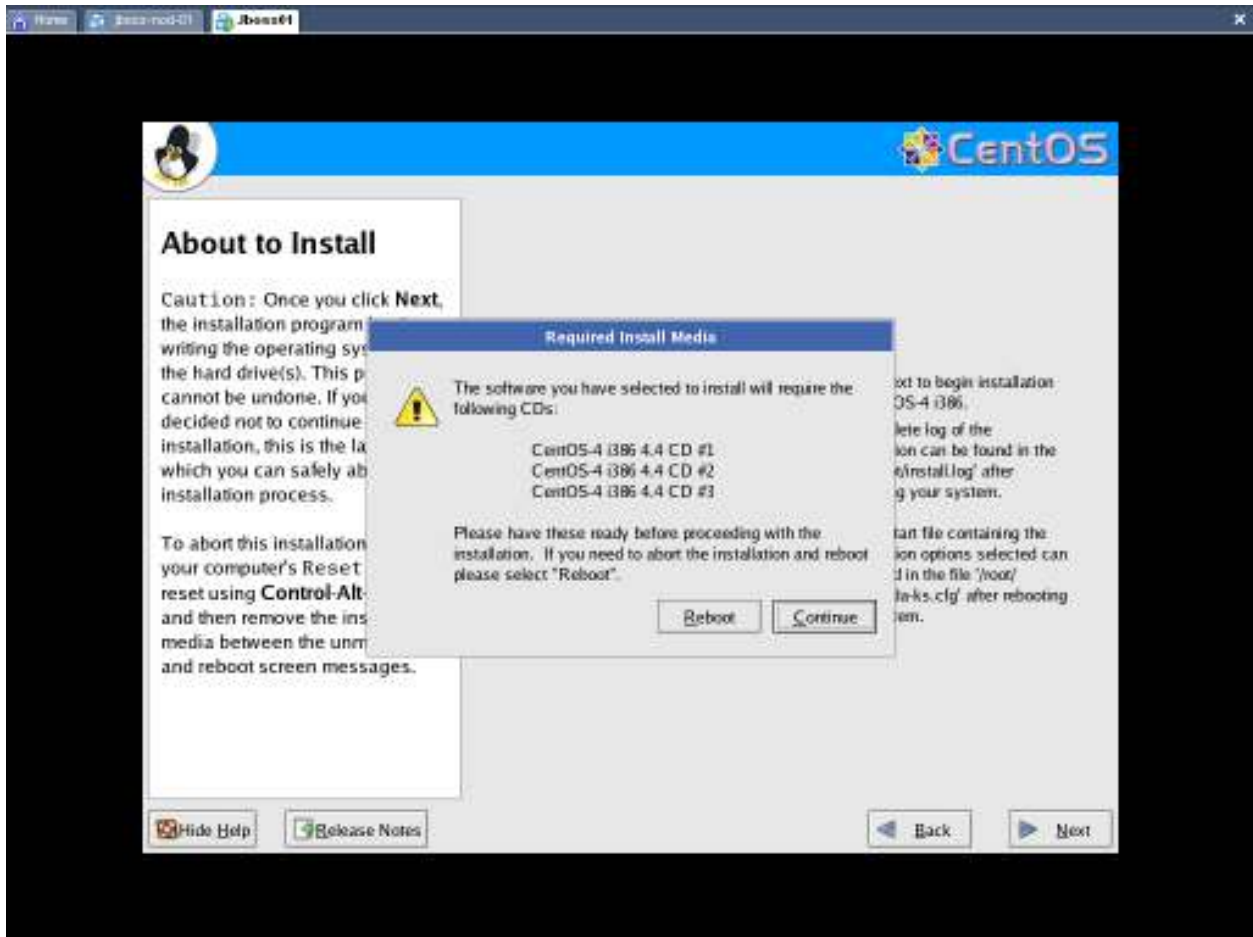 Home
Jboss01
CentOS
About to Install
Caution: Once you click Next,
the installation program
writing the operating sys
the hard drive(s). This p
cannot be undone. If you
decided not to continue
installation, this is the la
which you can safely ab
installation process.
To abort this installation
your computer's Reset
reset using Control-Alt-
and then remove the ins
media between the unm
and reboot screen messages.
Required Install Media
The software you have selected to install will require the
following CDs:
CentOS-4 i386 4.4 CD #1
CentOS-4 i386 4.4 CD #2
CentOS-4 i386 4.4 CD #3
Please have these ready before proceeding with the
installation. If you need to abort the installation and reboot
please select "Reboot".
Reboot
Continue
ext to begin installation
OS-4 i386.
lete log of the
ion can be found in the
t/install.log' after
g your system.
tart file containing the
ion options selected can
d in the file '/root/
da-ks.cfg' after rebooting
tem.
Hide Help
Release Notes
Back
Next